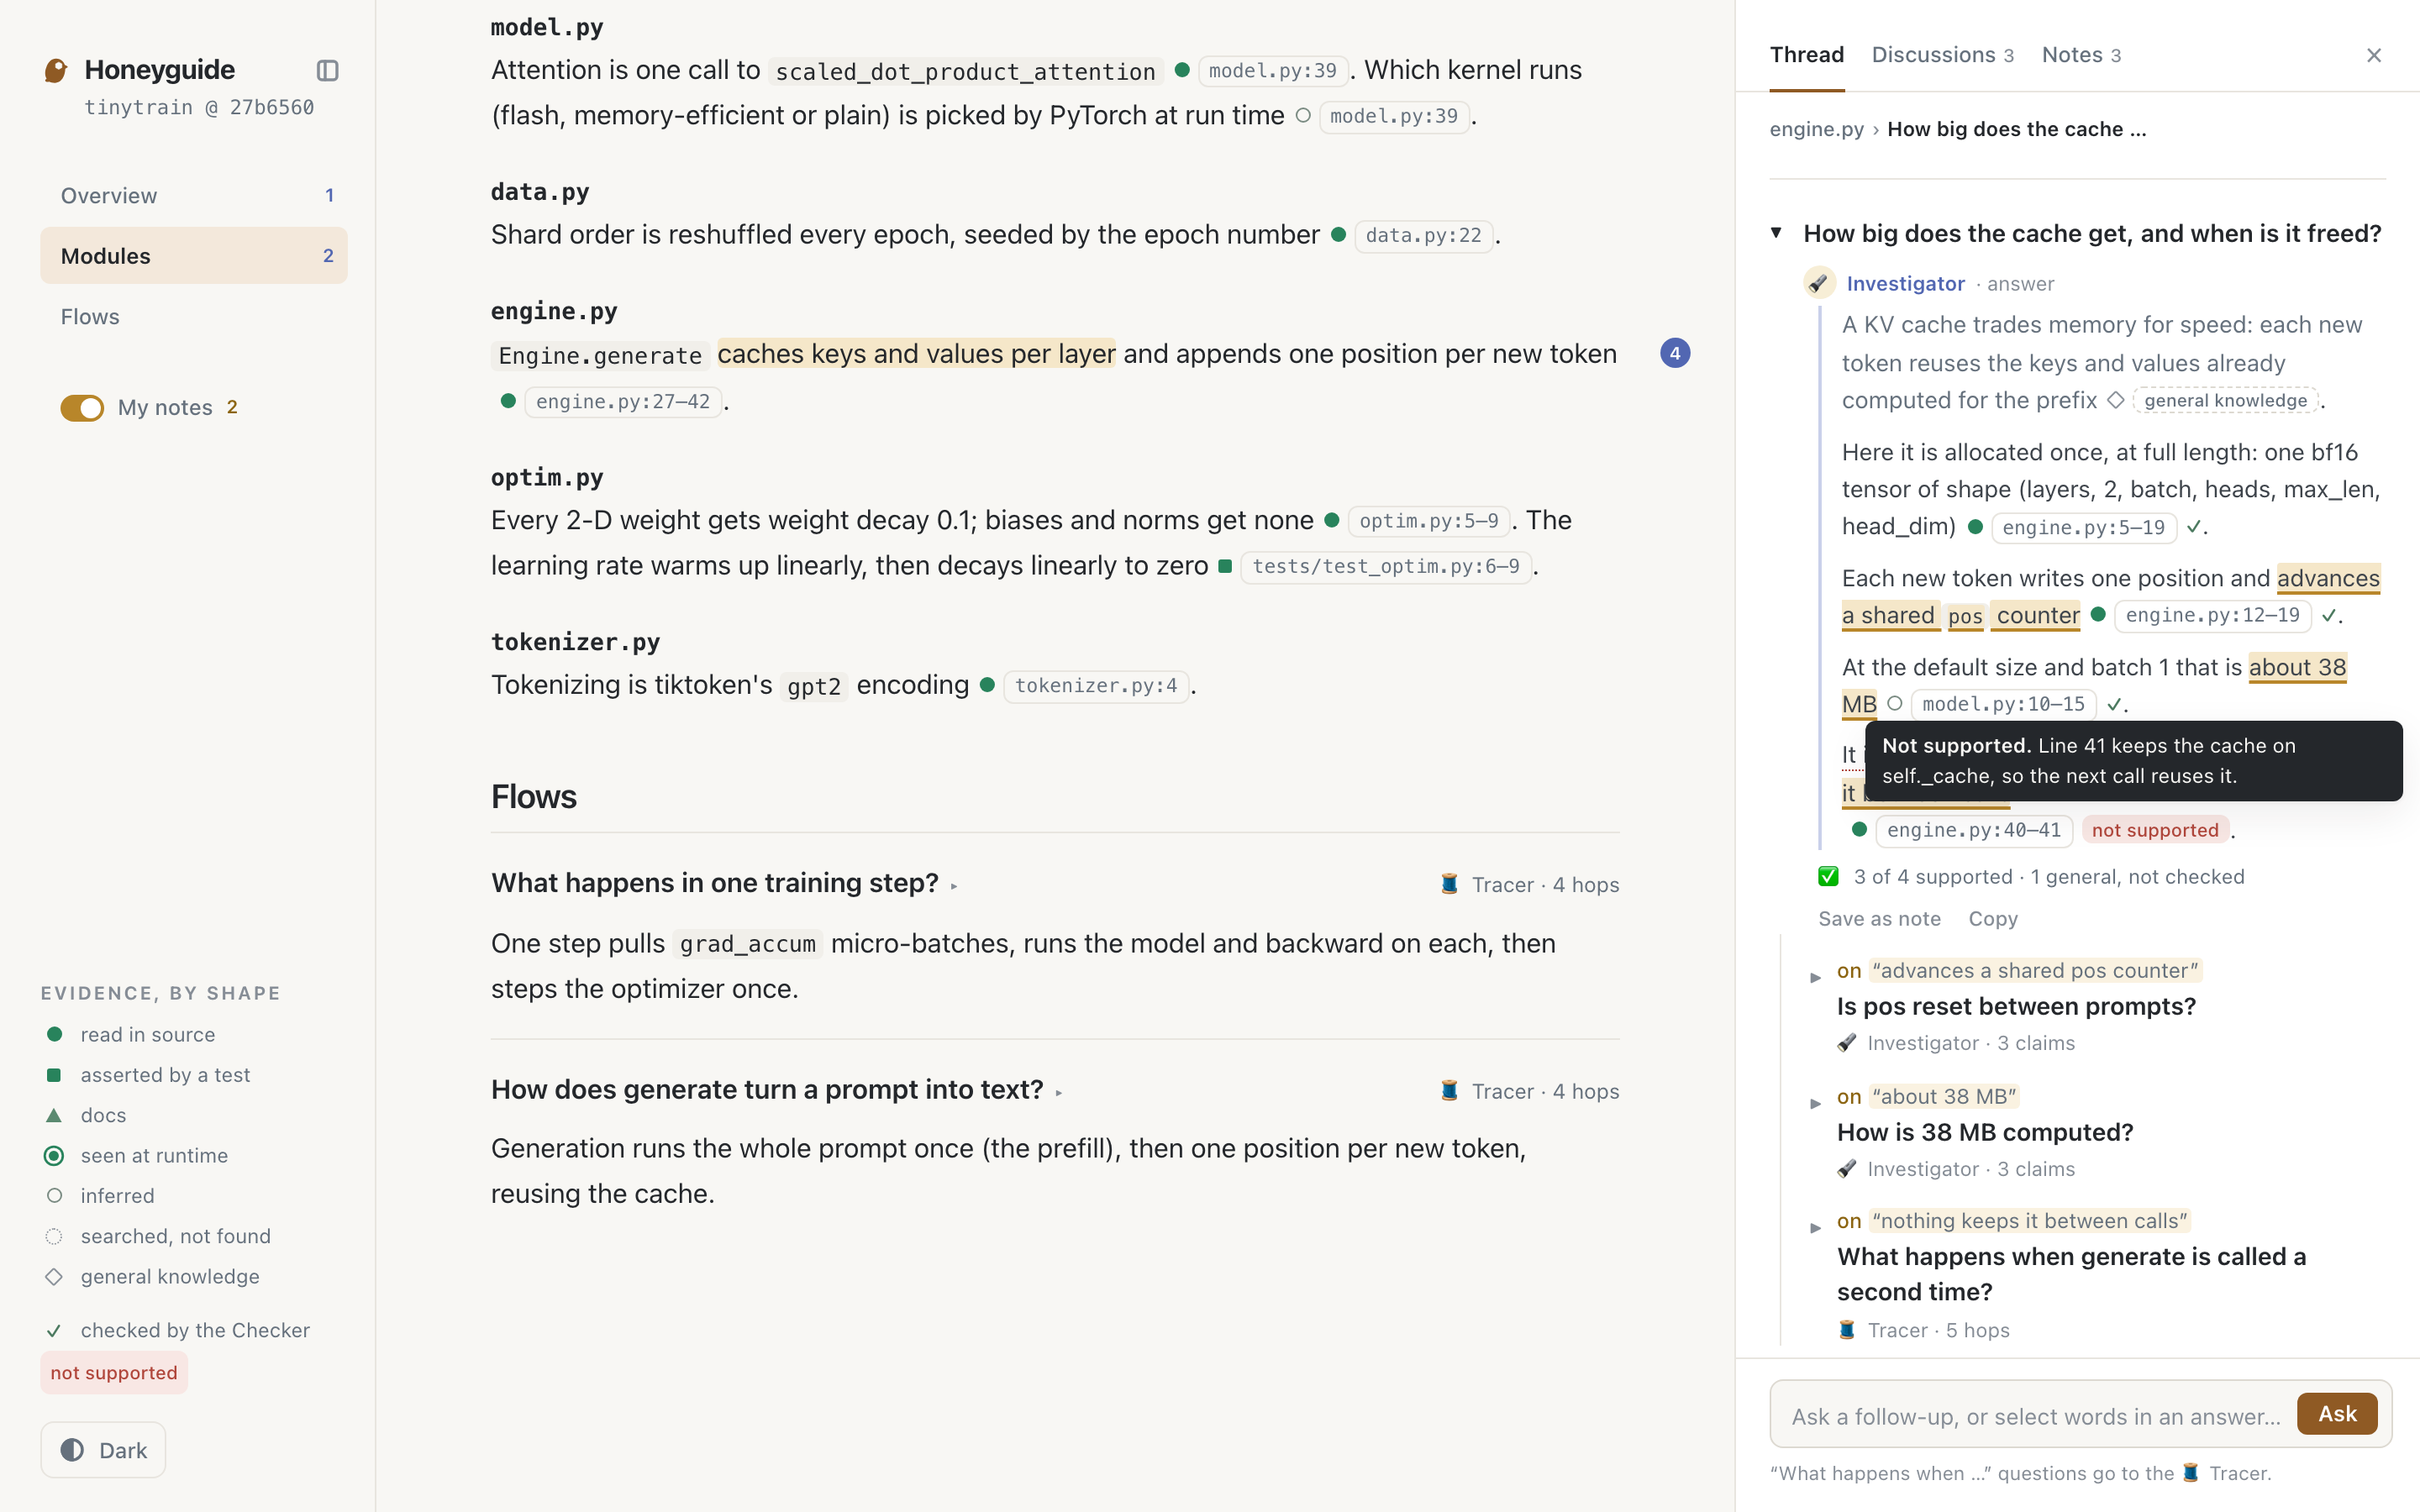 Honeyguide
tinytrain @ 27b6560
Overview 1
Modules 2
Flows
My notes 2
EVIDENCE, BY SHAPE
read in source
asserted by a test
docs
seen at runtime
inferred
searched, not found
general knowledge
checked by the Checker
not supported
Dark
model.py
Attention is one call to scaled_dot_product_attention model.py:39. Which kernel runs
(flash, memory-efficient or plain) is picked by PyTorch at run time model.py:39.
data.py
Shard order is reshuffled every epoch, seeded by the epoch number data.py:22.
engine.py
Engine.generate caches keys and values per layer and appends one position per new token 4
engine.py:27–42.
optim.py
Every 2-D weight gets weight decay 0.1; biases and norms get none optim.py:5–9. The
learning rate warms up linearly, then decays linearly to zero tests/test_optim.py:6–9.
tokenizer.py
Tokenizing is tiktoken's gpt2 encoding tokenizer.py:4.
Flows
What happens in one training step? Tracer · 4 hops
One step pulls grad_accum micro-batches, runs the model and backward on each, then
steps the optimizer once.
How does generate turn a prompt into text? Tracer · 4 hops
Generation runs the whole prompt once (the prefill), then one position per new token,
reusing the cache.
Thread Discussions 3 Notes 3
engine.py › How big does the cache ...
How big does the cache get, and when is it freed?
Investigator · answer
A KV cache trades memory for speed: each new
token reuses the keys and values already
computed for the prefix general knowledge.
Here it is allocated once, at full length: one bf16
tensor of shape (layers, 2, batch, heads, max_len,
head_dim) engine.py:5–19 ✓.
Each new token writes one position and advances
a shared pos counter engine.py:12–19 ✓.
At the default size and batch 1 that is about 38
MB model.py:10–15 ✓.
It
Not supported. Line 41 keeps the cache on
self._cache, so the next call reuses it.
it
engine.py:40–41 not supported.
3 of 4 supported · 1 general, not checked
Save as note Copy
on “advances a shared pos counter”
Is pos reset between prompts?
Investigator · 3 claims
on “about 38 MB”
How is 38 MB computed?
Investigator · 3 claims
on “nothing keeps it between calls”
What happens when generate is called a
second time?
Tracer · 5 hops
Ask a follow-up, or select words in an answer... Ask
“What happens when ...” questions go to the Tracer.